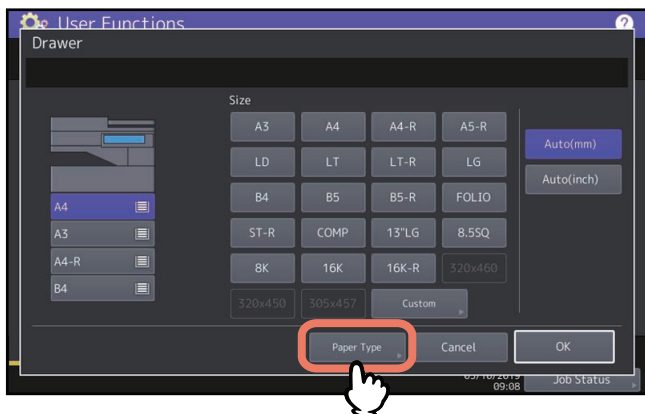 User Functions ?
Drawer
Size
A3 A4 A4-R A5-R
Auto(mm)
LD LT LT-R LG
Auto(inch)
B4 B5 B5-R FOLIO
A4
A3
ST-R COMP 13"LG 8.5SQ
A4-R
8K 16K 16K-R 320x460
B4
320x450 305x457 Custom
Paper Type Cancel OK
09:08 Job Status